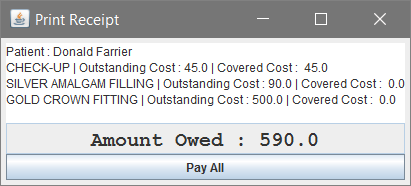 Print Receipt
Patient : Donald Farrier
CHECK-UP | Outstanding Cost : 45.0 | Covered Cost :  45.0
SILVER AMALGAM FILLING | Outstanding Cost : 90.0 | Covered Cost :  0.0
GOLD CROWN FITTING | Outstanding Cost : 500.0 | Covered Cost :  0.0
Amount Owed : 590.0
Pay All